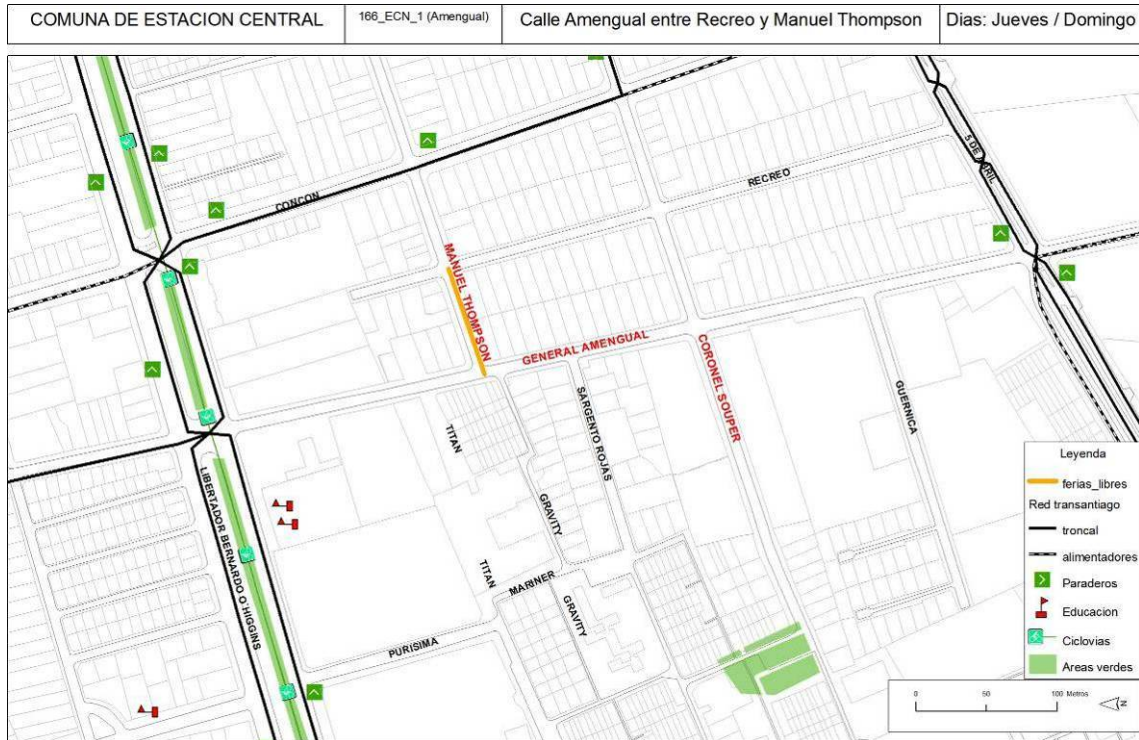 COMUNA DE ESTACION CENTRAL
166_ECN_1 (Amengual)
Calle Amengual entre Recreo y Manuel Thompson
Dias: Jueves / Domingo
CONCON
RECREO
MANUEL THOMPSON
GENERAL AMENGUAL
CORONEL SOUPER
SARGENTO ROJAS
GUERNICA
TITAN
GRAVITY
LIBERTADOR BERNARDO O'HIGGINS
TITAN
MARINER
GRAVITY
PURISIMA
5 DE
Leyenda
ferias_libres
Red transantiago
troncal
alimentadores
Paraderos
Educacion
Ciclovias
Areas verdes
0 50 100 Metros
N